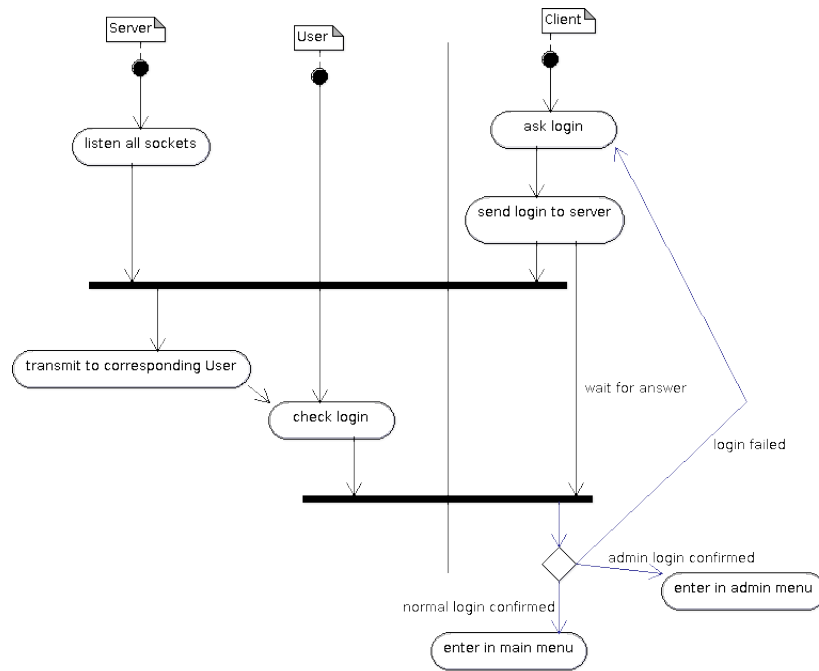 Server
User
Client
listen all sockets
ask login
send login to server
transmit to corresponding User
check login
wait for answer
login failed
admin login confirmed
enter in admin menu
normal login confirmed
enter in main menu